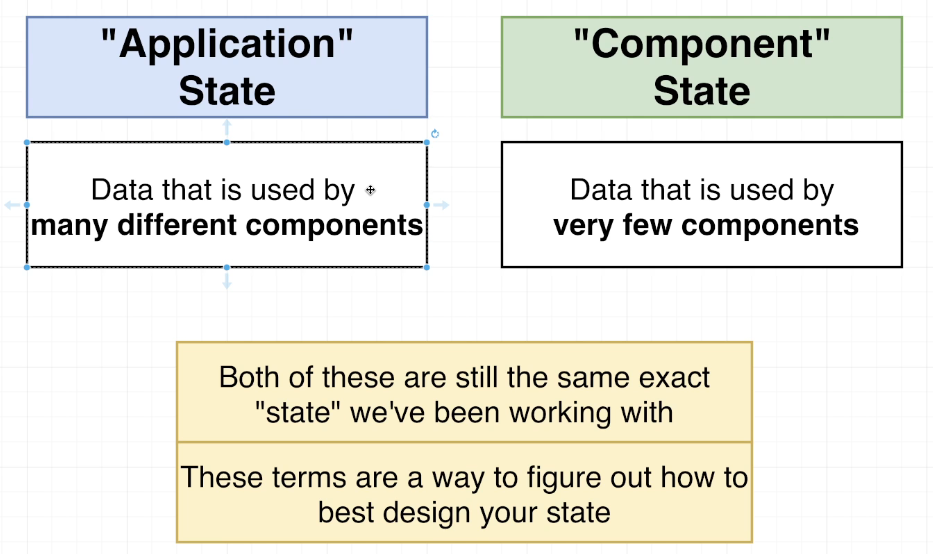 "Application"
State
"Component"
State
Data that is used by
many different components
Data that is used by
very few components
Both of these are still the same exact
"state" we've been working with
These terms are a way to figure out how to
best design your state